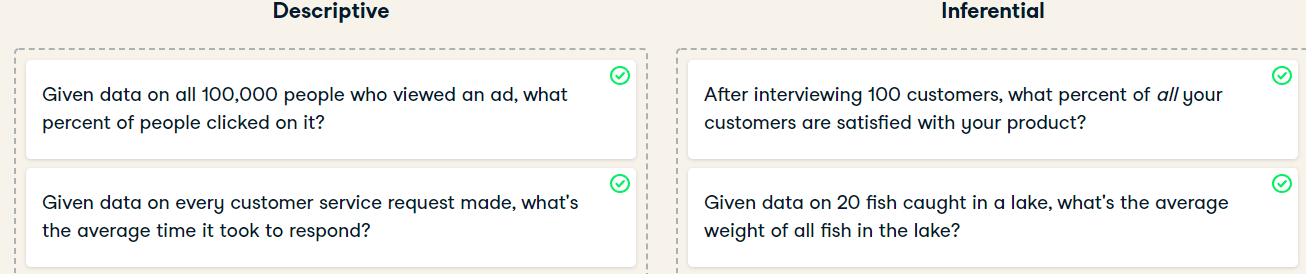 Descriptive
Given data on all 100,000 people who viewed an ad, what
percent of people clicked on it?
Given data on every customer service request made, what's
the average time it took to respond?
Inferential
After interviewing 100 customers, what percent of all your
customers are satisfied with your product?
Given data on 20 fish caught in a lake, what's the average
weight of all fish in the lake?